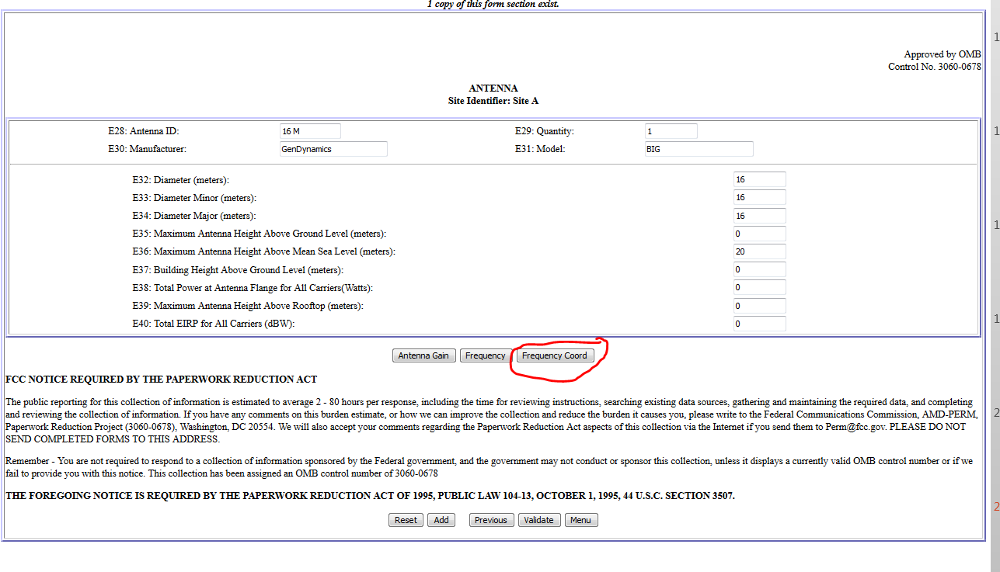 1 copy of this form section exist.
Approved by OMB
Control No. 3060-0678
ANTENNA
Site Identifier: Site A
E28: Antenna ID: 16 M E29: Quantity: 1
E30: Manufacturer: GenDynamics E31: Model: BIG
E32: Diameter (meters): 16
E33: Diameter Minor (meters): 16
E34: Diameter Major (meters): 16
E35: Maximum Antenna Height Above Ground Level (meters): 0
E36: Maximum Antenna Height Above Mean Sea Level (meters): 20
E37: Building Height Above Ground Level (meters): 0
E38: Total Power at Antenna Flange for All Carriers(Watts): 0
E39: Maximum Antenna Height Above Rooftop (meters): 0
E40: Total EIRP for All Carriers (dBW): 0
Antenna Gain Frequency Frequency Coord
FCC NOTICE REQUIRED BY THE PAPERWORK REDUCTION ACT
The public reporting for this collection of information is estimated to average 2 - 80 hours per response, including the time for reviewing instructions, searching existing data sources, gathering and maintaining the required data, and completing
and reviewing the collection of information. If you have any comments on this burden estimate, or how we can improve the collection and reduce the burden it causes you, please write to the Federal Communications Commission, AMD-PERM,
Paperwork Reduction Project (3060-0678), Washington, DC 20554. We will also accept your comments regarding the Paperwork Reduction Act aspects of this collection via the Internet if you send them to Perm@fcc.gov. PLEASE DO NOT
SEND COMPLETED FORMS TO THIS ADDRESS.
Remember - You are not required to respond to a collection of information sponsored by the Federal government, and the government may not conduct or sponsor this collection, unless it displays a currently valid OMB control number or if we
fail to provide you with this notice. This collection has been assigned an OMB control number of 3060-0678
THE FOREGOING NOTICE IS REQUIRED BY THE PAPERWORK REDUCTION ACT OF 1995, PUBLIC LAW 104-13, OCTOBER 1, 1995, 44 U.S.C. SECTION 3507.
Reset Add Previous Validate Menu
1
1
1
1
2
2